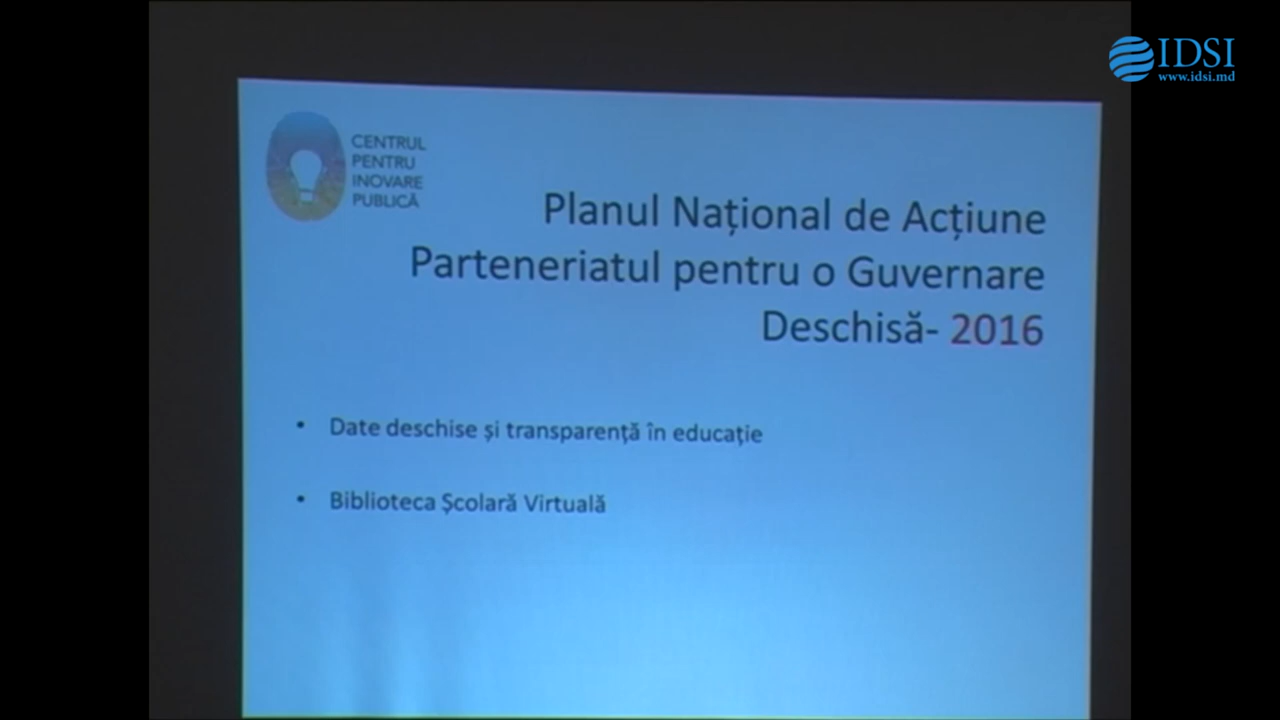 IDSI
www.idsi.md
CENTRUL
PENTRU
INOVARE
PUBLICĂ
Planul Național de Acțiune
Parteneriatul pentru o Guvernare
Deschisă- 2016
• Date deschise și transparență în educație
• Biblioteca Școlară Virtuală